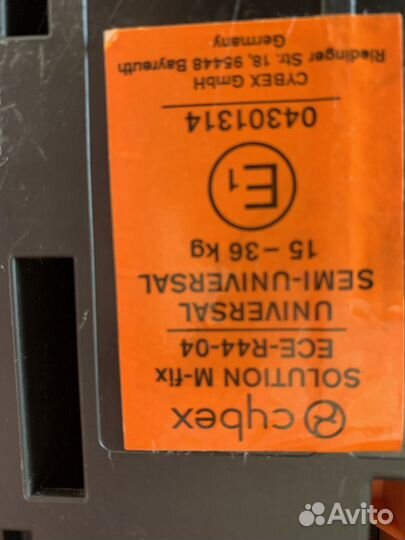 cybex
SOLUTION M-fix
ECE-R44-04
UNIVERSAL
SEMI-UNIVERSAL
15 – 36 kg
E1
04301314
CYBEX GmbH
Riedinger Str. 18, 95448 Bayreuth
Germany
Avito